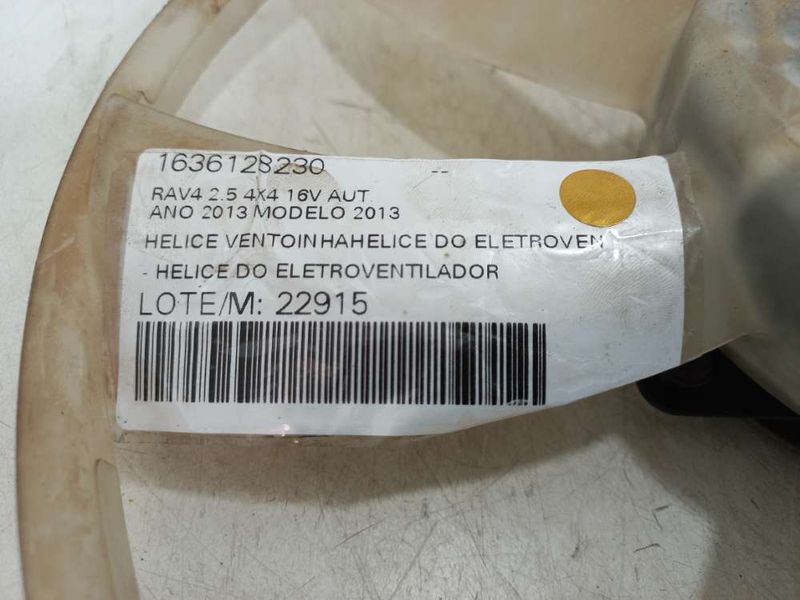 1636128230 --
RAV4 2.5 4X4 16V AUT
ANO 2013 MODELO 2013
HELICE VENTOINHAHELICE DO ELETROVEN
- HELICE DO ELETROVENTILADOR
LOTE/M: 22915